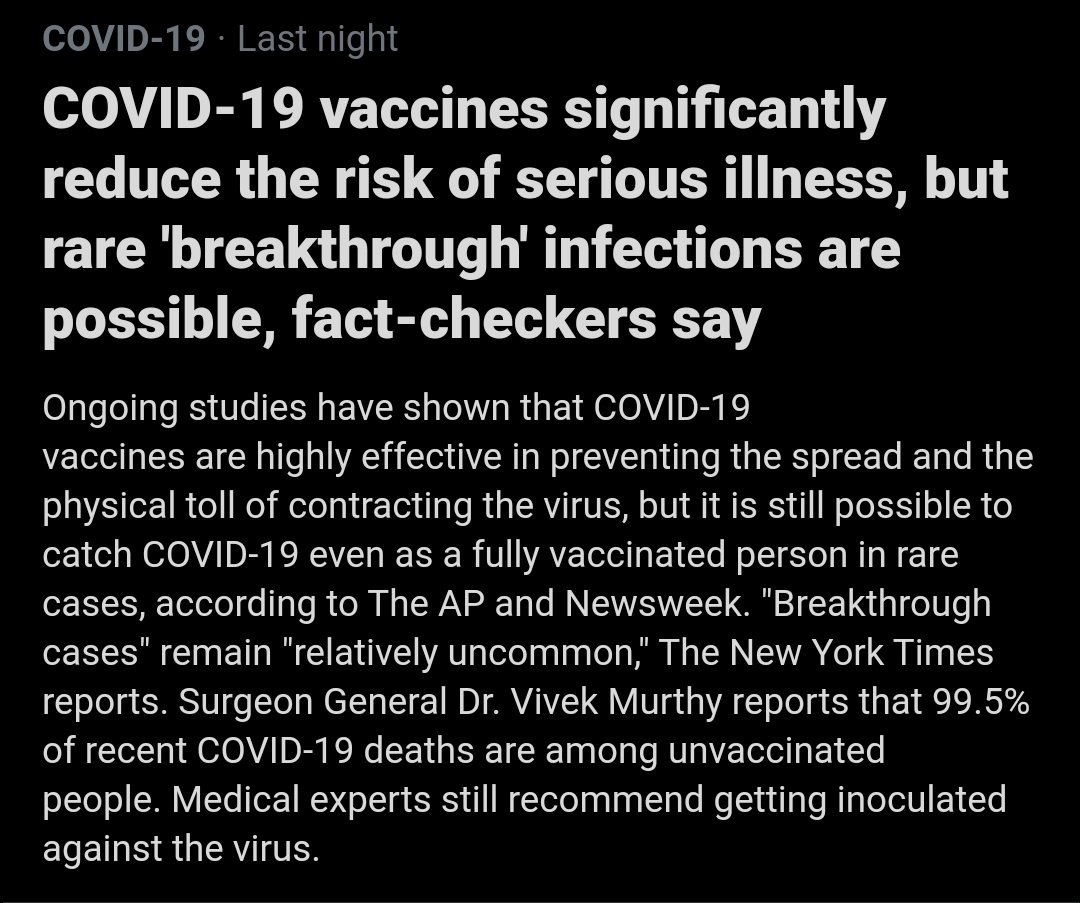 COVID-19 · Last night
COVID-19 vaccines significantly
reduce the risk of serious illness, but
rare 'breakthrough' infections are
possible, fact-checkers say
Ongoing studies have shown that COVID-19
vaccines are highly effective in preventing the spread and the
physical toll of contracting the virus, but it is still possible to
catch COVID-19 even as a fully vaccinated person in rare
cases, according to The AP and Newsweek. "Breakthrough
cases" remain "relatively uncommon," The New York Times
reports. Surgeon General Dr. Vivek Murthy reports that 99.5%
of recent COVID-19 deaths are among unvaccinated
people. Medical experts still recommend getting inoculated
against the virus.